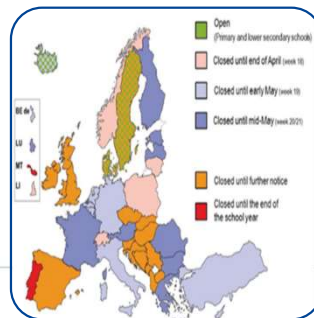 Open
(Primary and lower secondary schools)
Closed until end of April (week 18)
Closed until early May (week 19)
Closed until mid-May (week 20/21)
Closed until further notice
Closed until the end of
the school year
BE de
LU
MT
LI